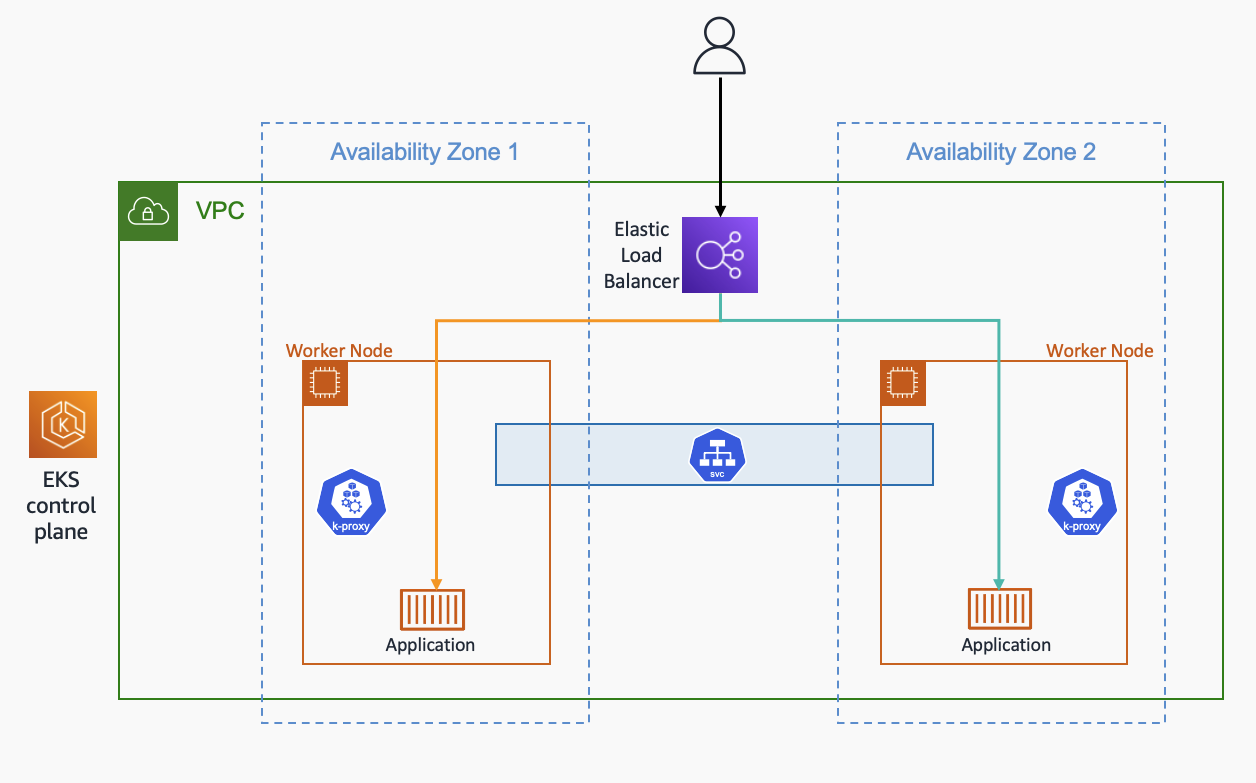 Availability Zone 1
Availability Zone 2
VPC
Elastic
Load
Balancer
Worker Node
Worker Node
K
EKS
control
plane
svc
k-proxy
k-proxy
Application
Application